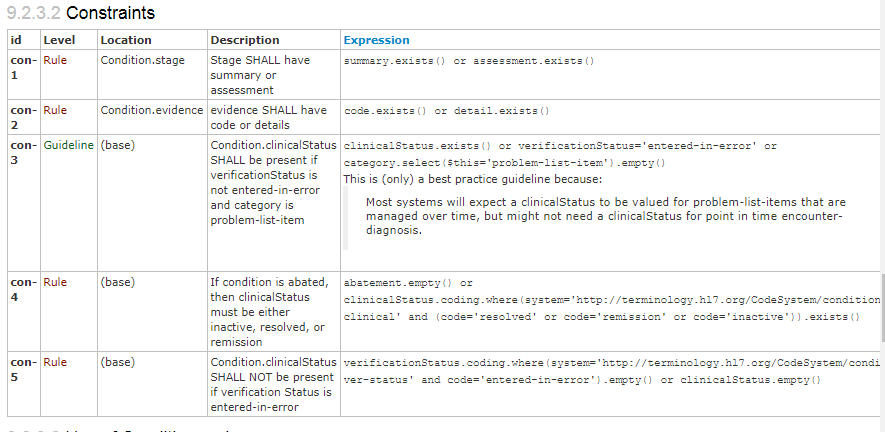 9.2.3.2 Constraints
id Level Location Description Expression
con- Rule Condition.stage Stage SHALL have summary.exists() or assessment.exists()
1 summary or
assessment
con- Rule Condition.evidence evidence SHALL have code.exists() or detail.exists()
2 code or details
con- Guideline (base) Condition.clinicalStatus clinicalStatus.exists() or verificationStatus='entered-in-error' or
3 SHALL be present if category.select($this='problem-list-item').empty()
verificationStatus is This is (only) a best practice guideline because:
not entered-in-error Most systems will expect a clinicalStatus to be valued for problem-list-items that are
and category is managed over time, but might not need a clinicalStatus for point in time encounter-
problem-list-item diagnosis.
con- Rule (base) If condition is abated, abatement.empty() or
4 then clinicalStatus clinicalStatus.coding.where(system='http://terminology.hl7.org/CodeSystem/condition
must be either clinical' and (code='resolved' or code='remission' or code='inactive')).exists()
inactive, resolved, or
remission
con- Rule (base) Condition.clinicalStatus verificationStatus.coding.where(system='http://terminology.hl7.org/CodeSystem/condi
5 SHALL NOT be present ver-status' and code='entered-in-error').empty() or clinicalStatus.empty()
if verification Status is
entered-in-error